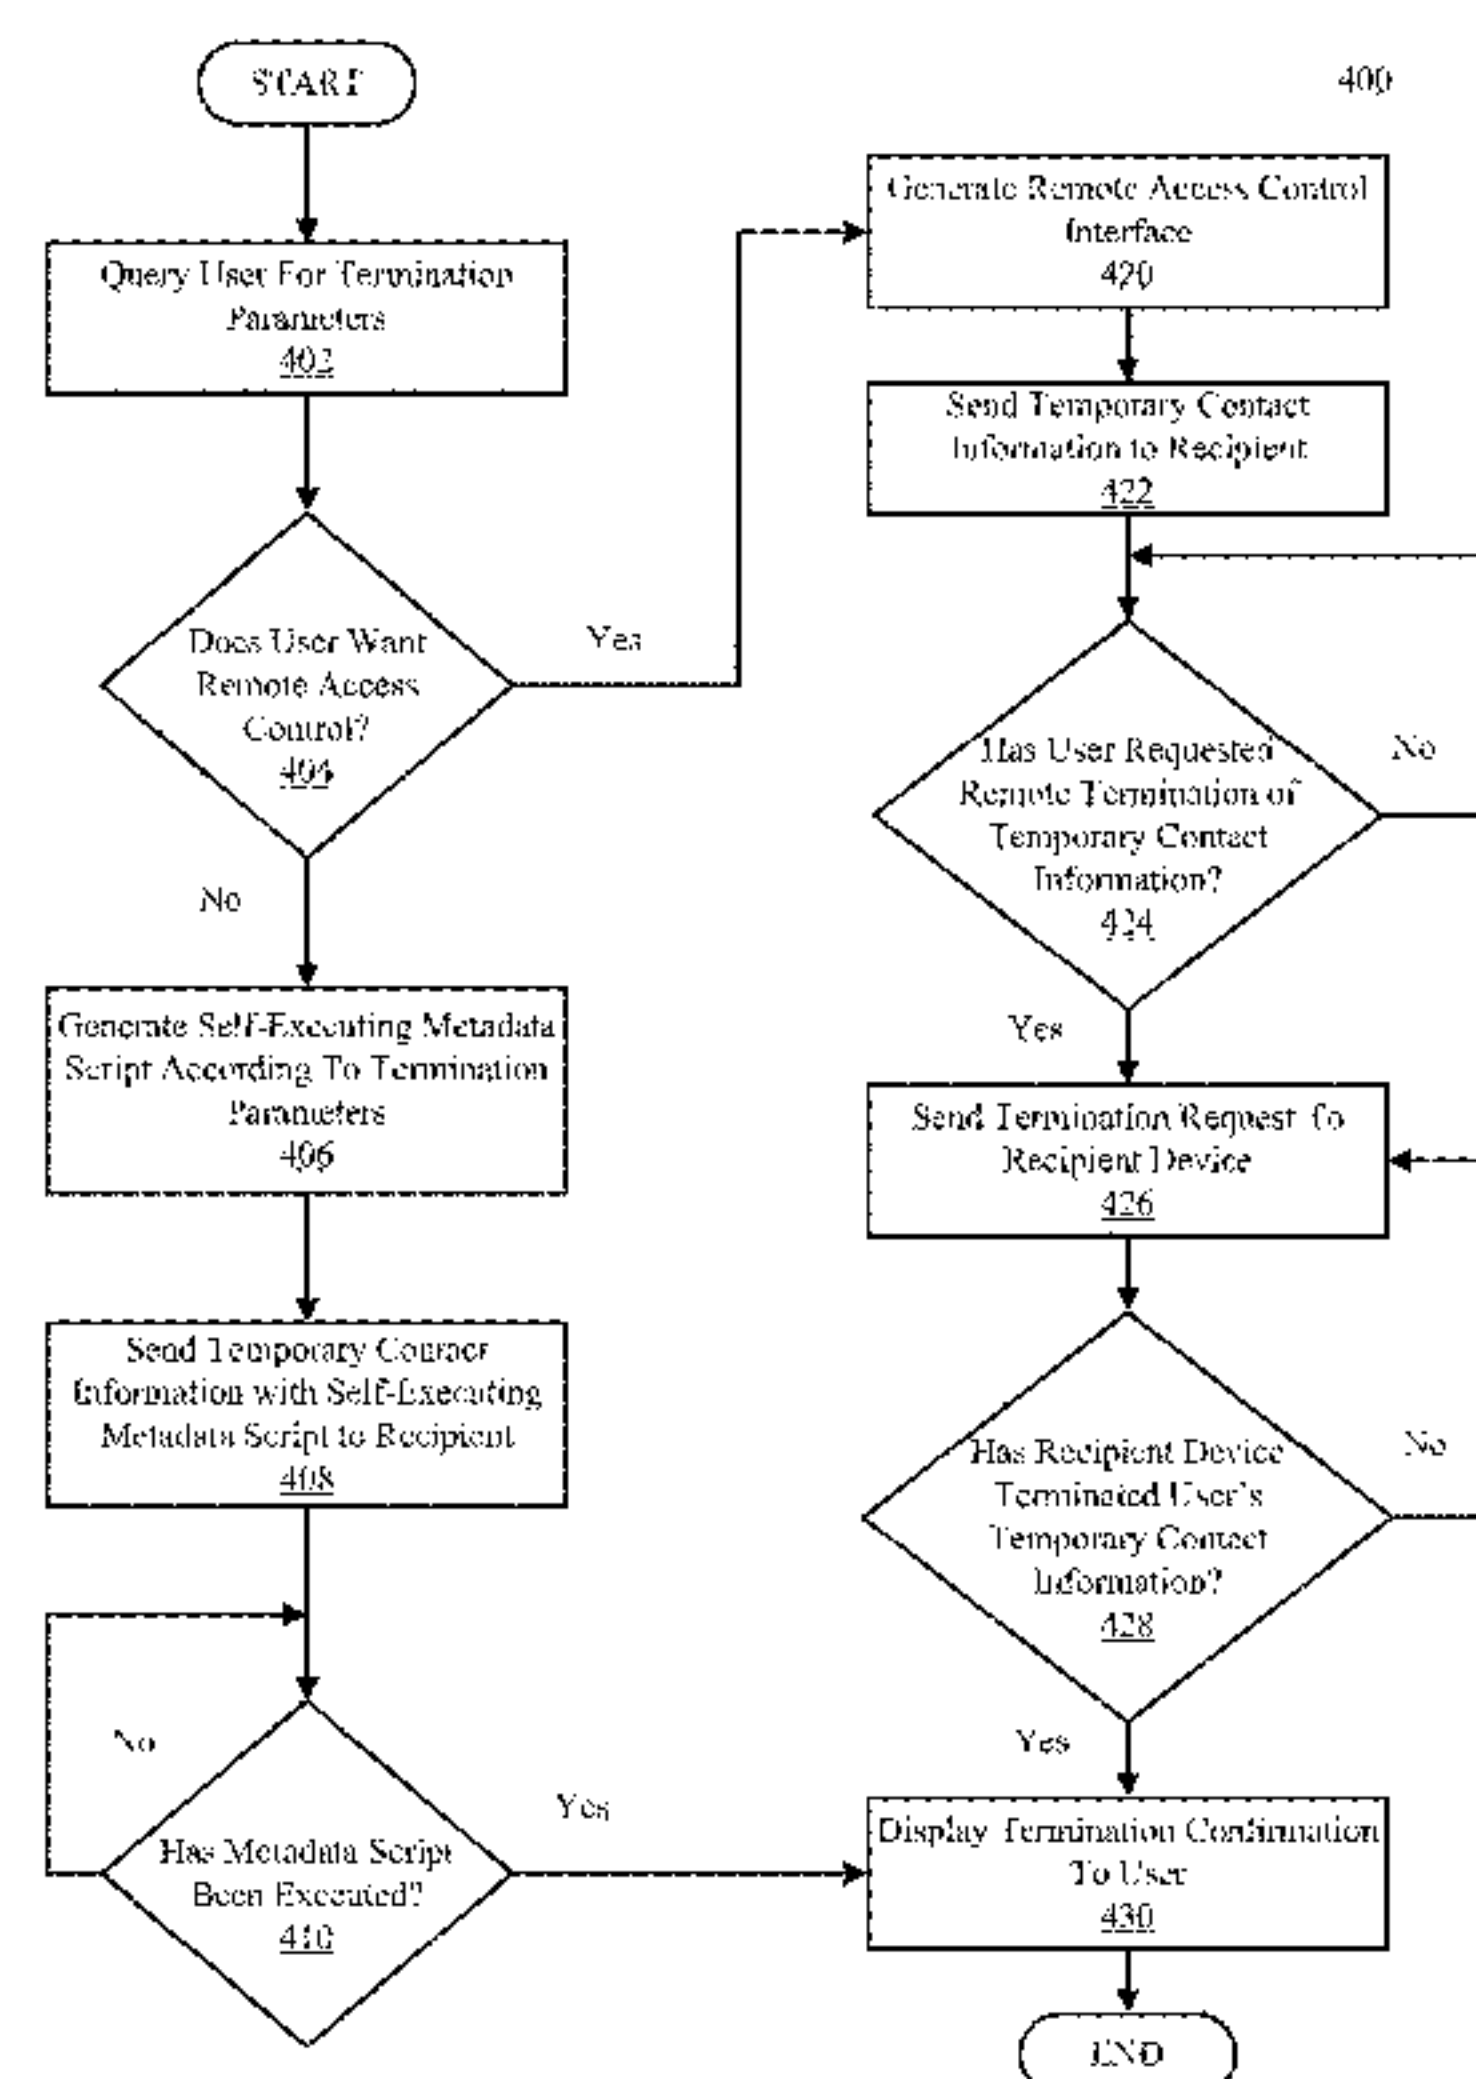 START
400
Query User For Termination
Parameters
402
Does User Want
Remote Access
Control?
404
Yes
No
Generate Self-Executing Metadata
Script According To Termination
Parameters
406
Send Temporary Contact
Information with Self-Executing
Metadata Script to Recipient
408
No
Has Metadata Script
Been Executed?
410
Yes
Generate Remote Access Control
Interface
420
Send Temporary Contact
Information to Recipient
422
Has User Requested
Remote Termination of
Temporary Contact
Information?
424
No
Yes
Send Termination Request To
Recipient Device
426
Has Recipient Device
Terminated User's
Temporary Contact
Information?
428
No
Yes
Display Termination Confirmation
To User
430
END